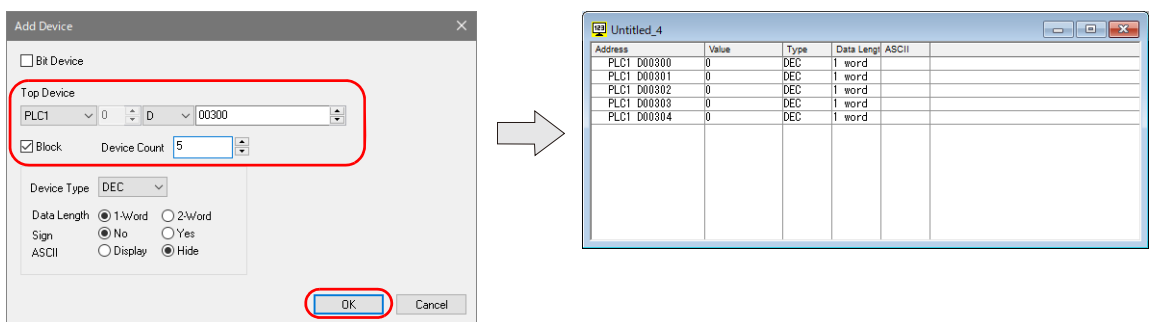 Add Device
Bit Device
Top Device
PLC1 0 D 00300
Block Device Count 5
Device Type DEC
Data Length 1-Word 2-Word
Sign No Yes
ASCII Display Hide
OK Cancel
Untitled_4
Address Value Type Data Lengt ASCII
PLC1 D00300 0 DEC 1 word
PLC1 D00301 0 DEC 1 word
PLC1 D00302 0 DEC 1 word
PLC1 D00303 0 DEC 1 word
PLC1 D00304 0 DEC 1 word